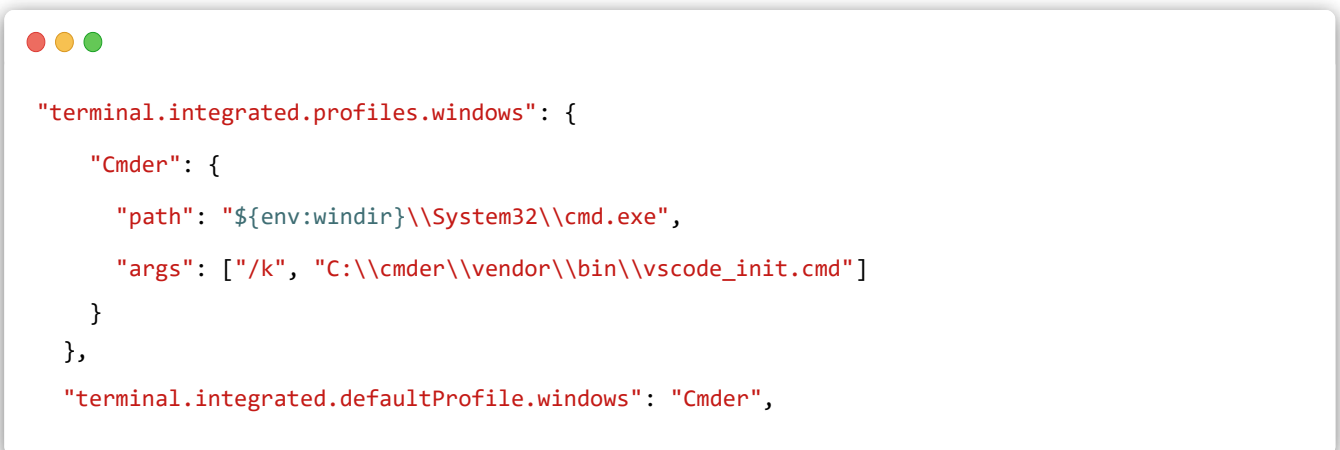 "terminal.integrated.profiles.windows": {
"Cmder": {
"path": "${env:windir}\\System32\\cmd.exe",
"args": ["/k", "C:\\cmder\\vendor\\bin\\vscode_init.cmd"]
}
},
"terminal.integrated.defaultProfile.windows": "Cmder",